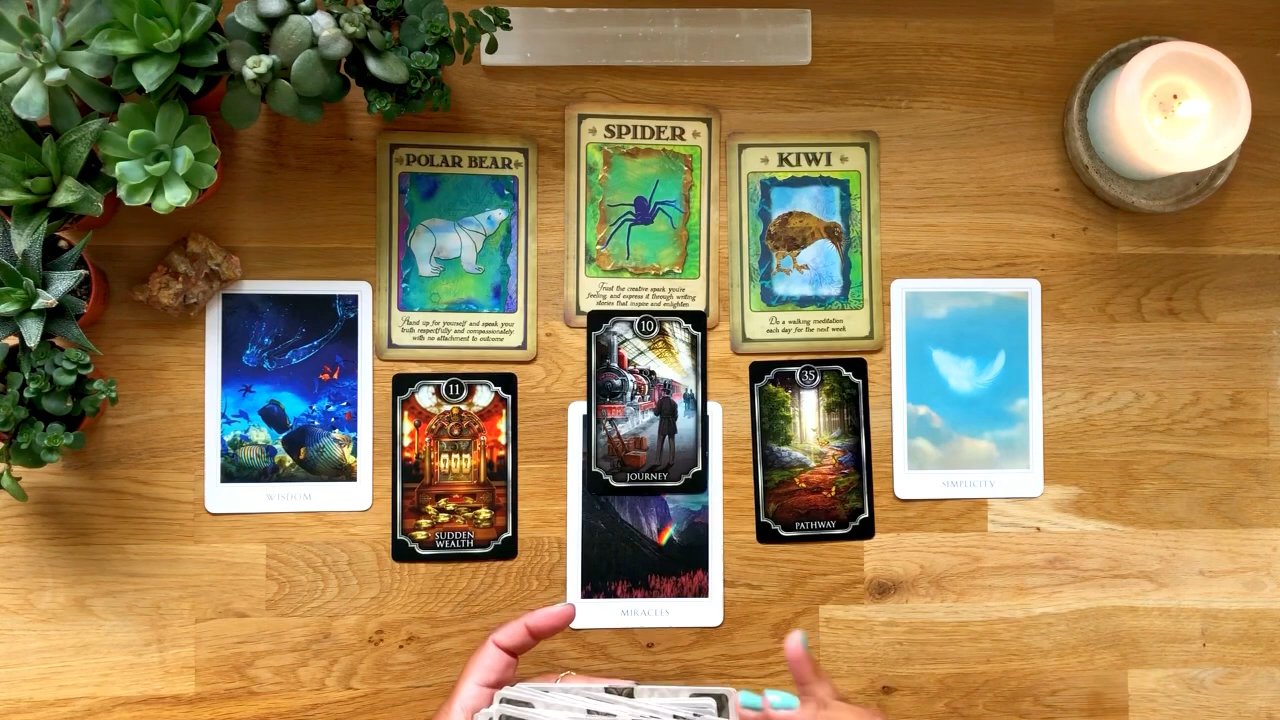 POLAR BEAR
Stand up for yourself and speak your
truth respectfully and compassionately,
with no attachment to outcome
SPIDER
Trust the creative spark you're
feeling, and express it through writing
stories that inspire and enlighten
KIWI
Do a walking meditation
each day for the next week
WISDOM
11
777
SUDDEN
WEALTH
10
JOURNEY
MIRACLES
35
PATHWAY
SIMPLICITY